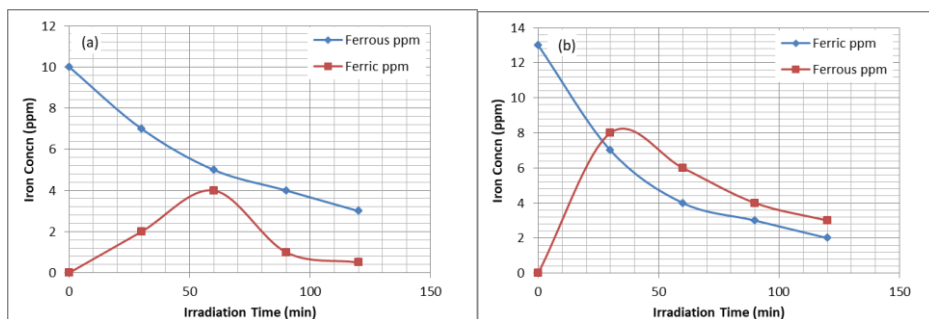 (a)
Ferrous ppm
Ferric ppm
Iron Concn (ppm)
12
10
8
6
4
2
0
0 50 100 150
Irradiation Time (min)
(b)
Ferric ppm
Ferrous ppm
Iron Concn (ppm)
14
12
10
8
6
4
2
0
0 50 100 150
Irradiation Time (min)